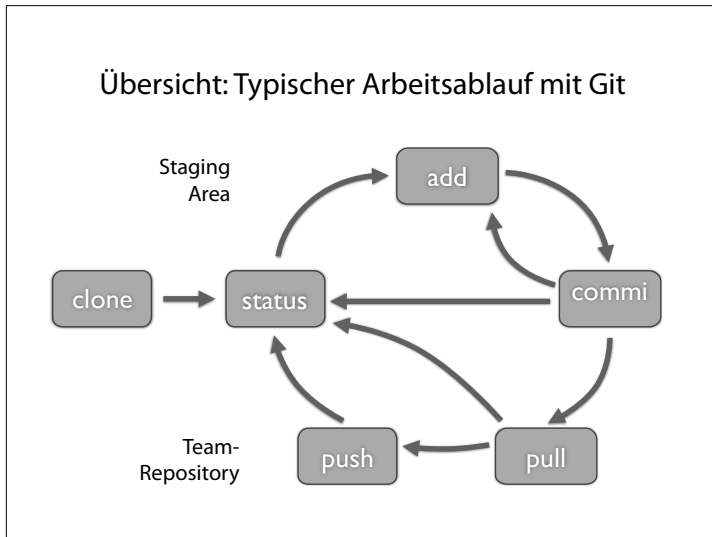 Übersicht: Typischer Arbeitsablauf mit Git
Staging
Area
add
clone
status
commi
Team-
Repository
push
pull